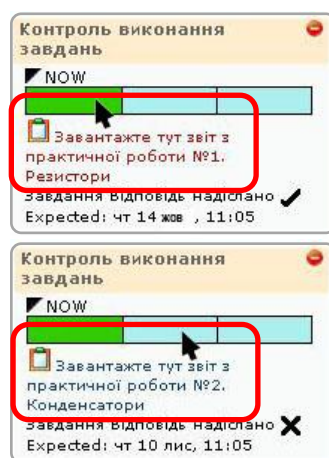 Контроль виконання
завдань
NOW
Завантажте тут звіт з
практичної роботи №1.
Резистори
Завдання Відповідь надіслано
Expected: чт 14 жов , 11:05
Контроль виконання
завдань
NOW
Завантажте тут звіт з
практичної роботи №2.
Конденсатори
Завдання Відповідь надіслано
Expected: чт 10 лис, 11:05